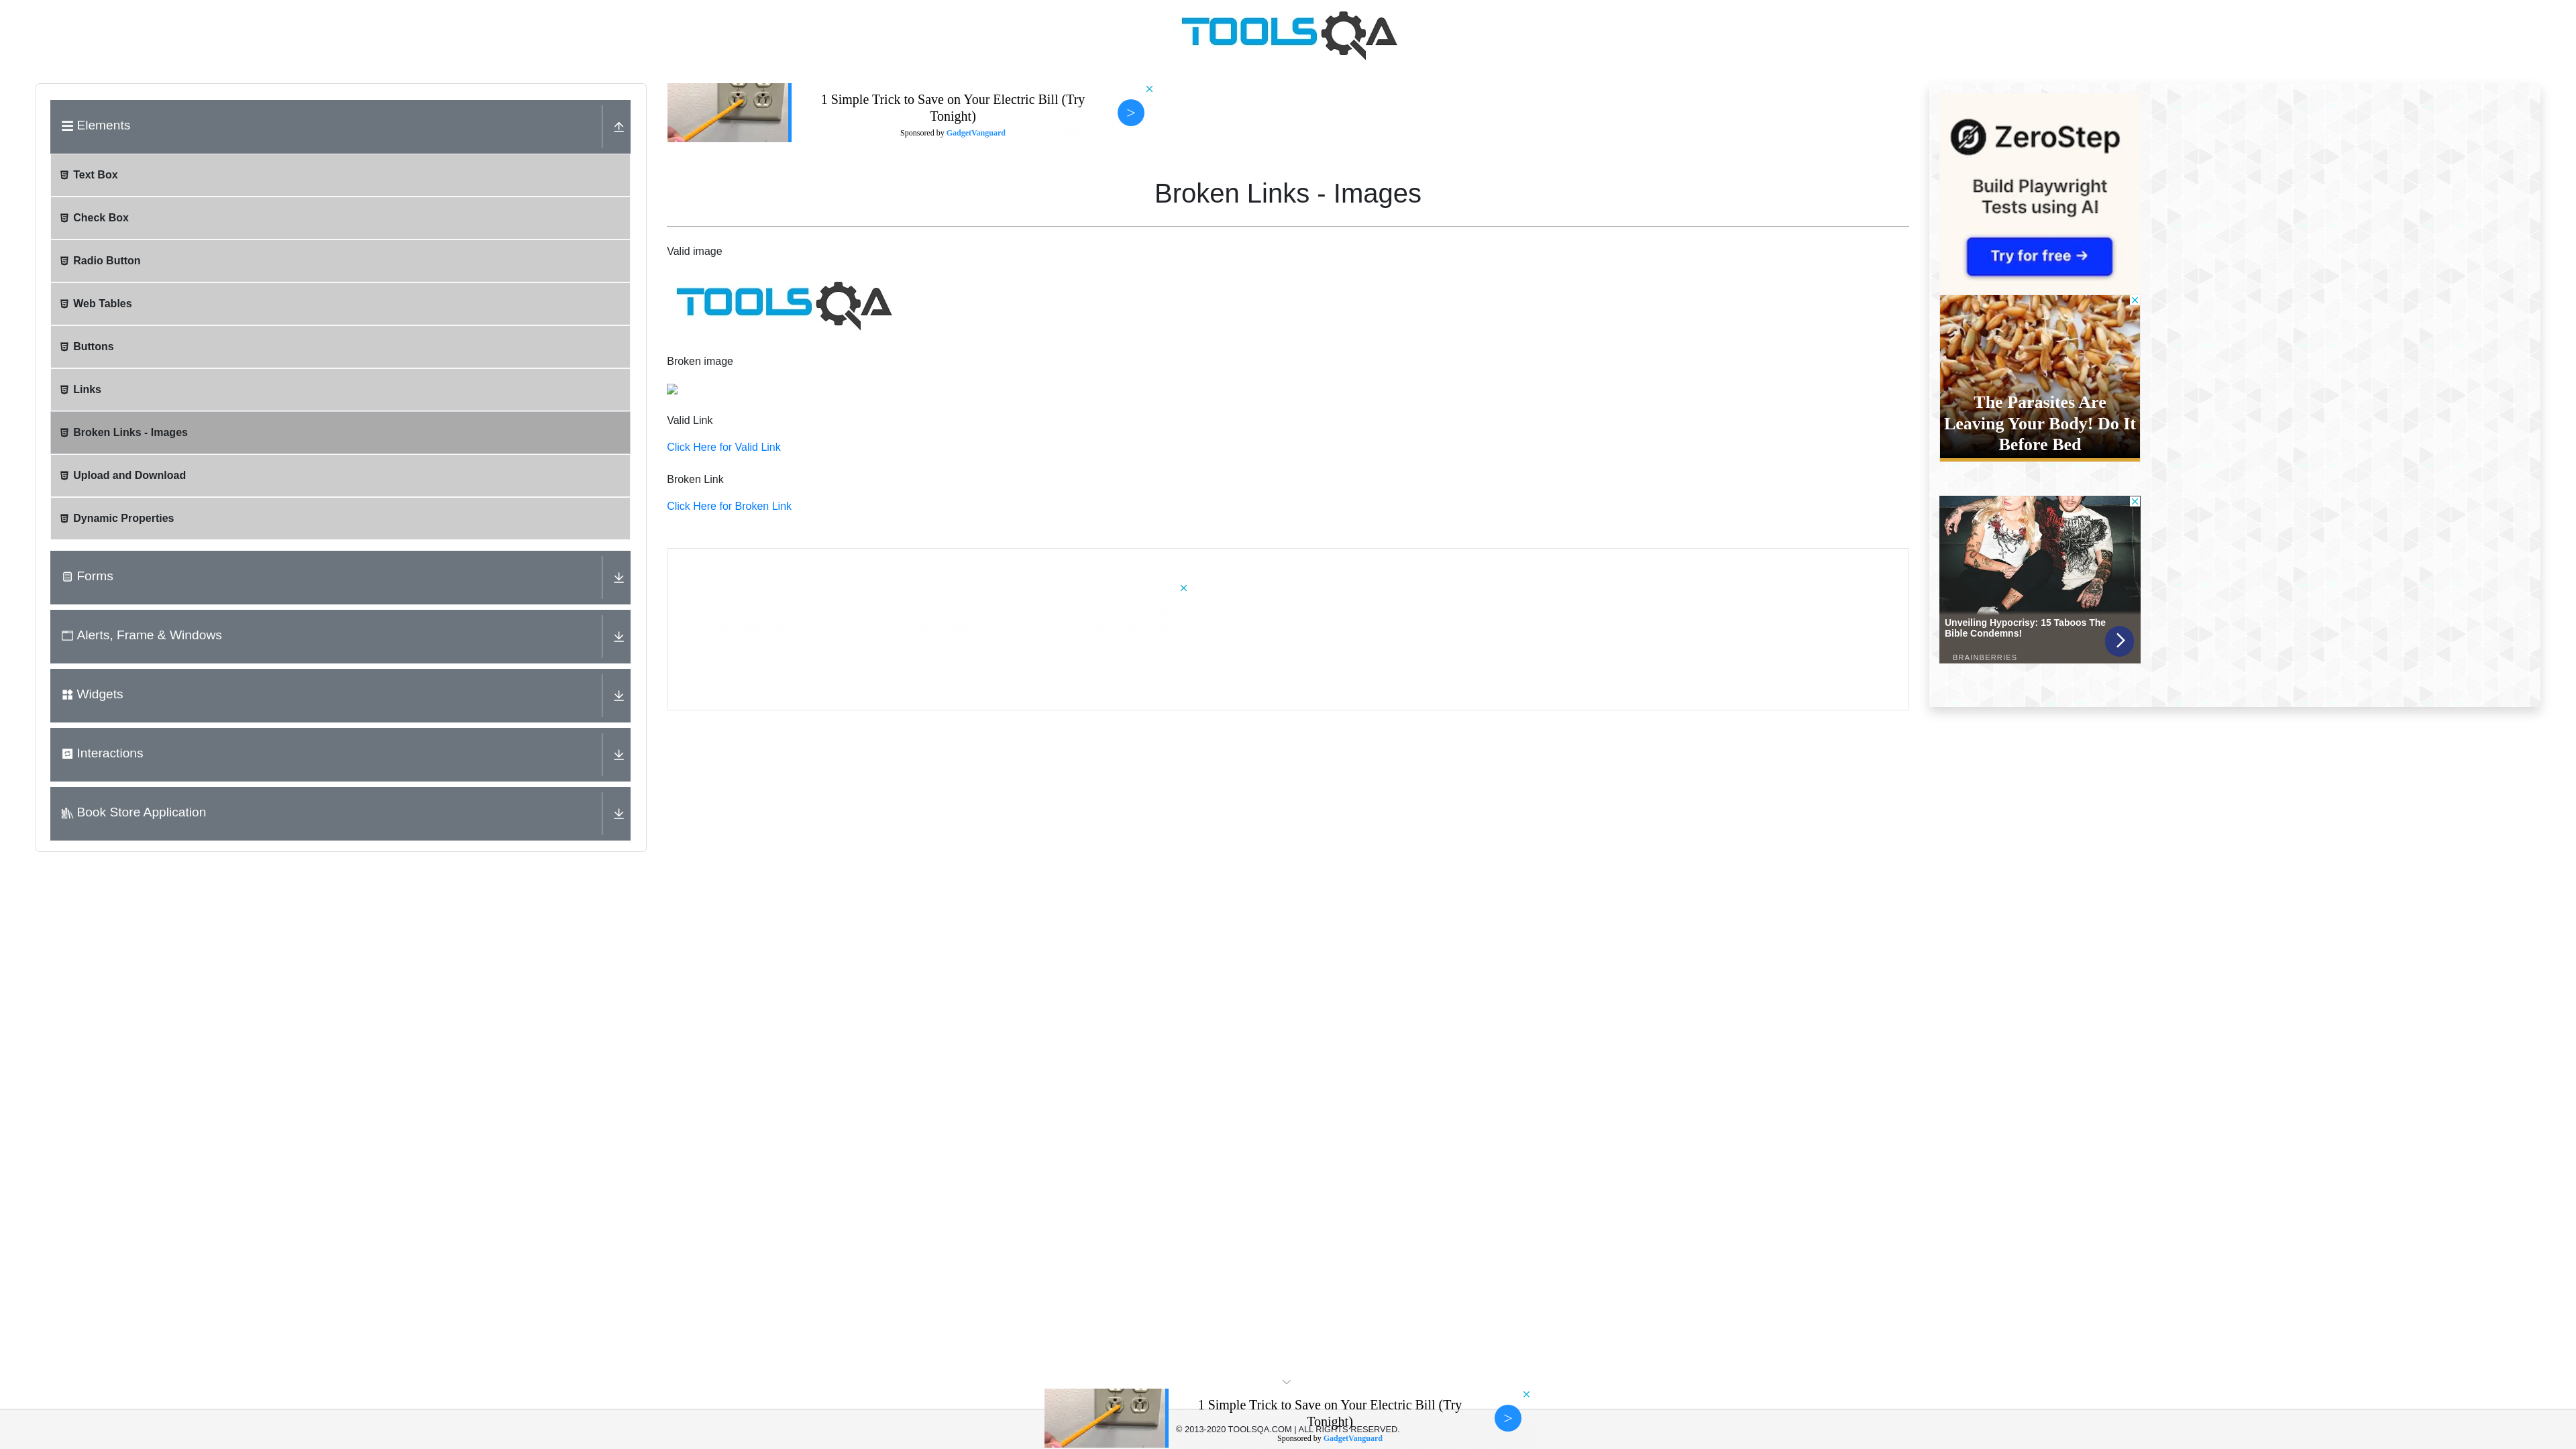 TOOLSQA
Elements
Text Box
Check Box
Radio Button
Web Tables
Buttons
Links
Broken Links - Images
Upload and Download
Dynamic Properties
Forms
Alerts, Frame & Windows
Widgets
Interactions
Book Store Application
1 Simple Trick to Save on Your Electric Bill (Try
Tonight)
Sponsored by GadgetVanguard
>
Broken Links - Images
Valid image
TOOLSQA
Broken image
Valid Link
Click Here for Valid Link
Broken Link
Click Here for Broken Link
ZeroStep
Build Playwright
Tests using AI
Try for free →
The Parasites Are
Leaving Your Body! Do It
Before Bed
Unveiling Hypocrisy: 15 Taboos The
Bible Condemns!
BRAINBERRIES
1 Simple Trick to Save on Your Electric Bill (Try
Tonight)
© 2013-2020 TOOLSQA.COM | ALL RIGHTS RESERVED.
Sponsored by GadgetVanguard
>